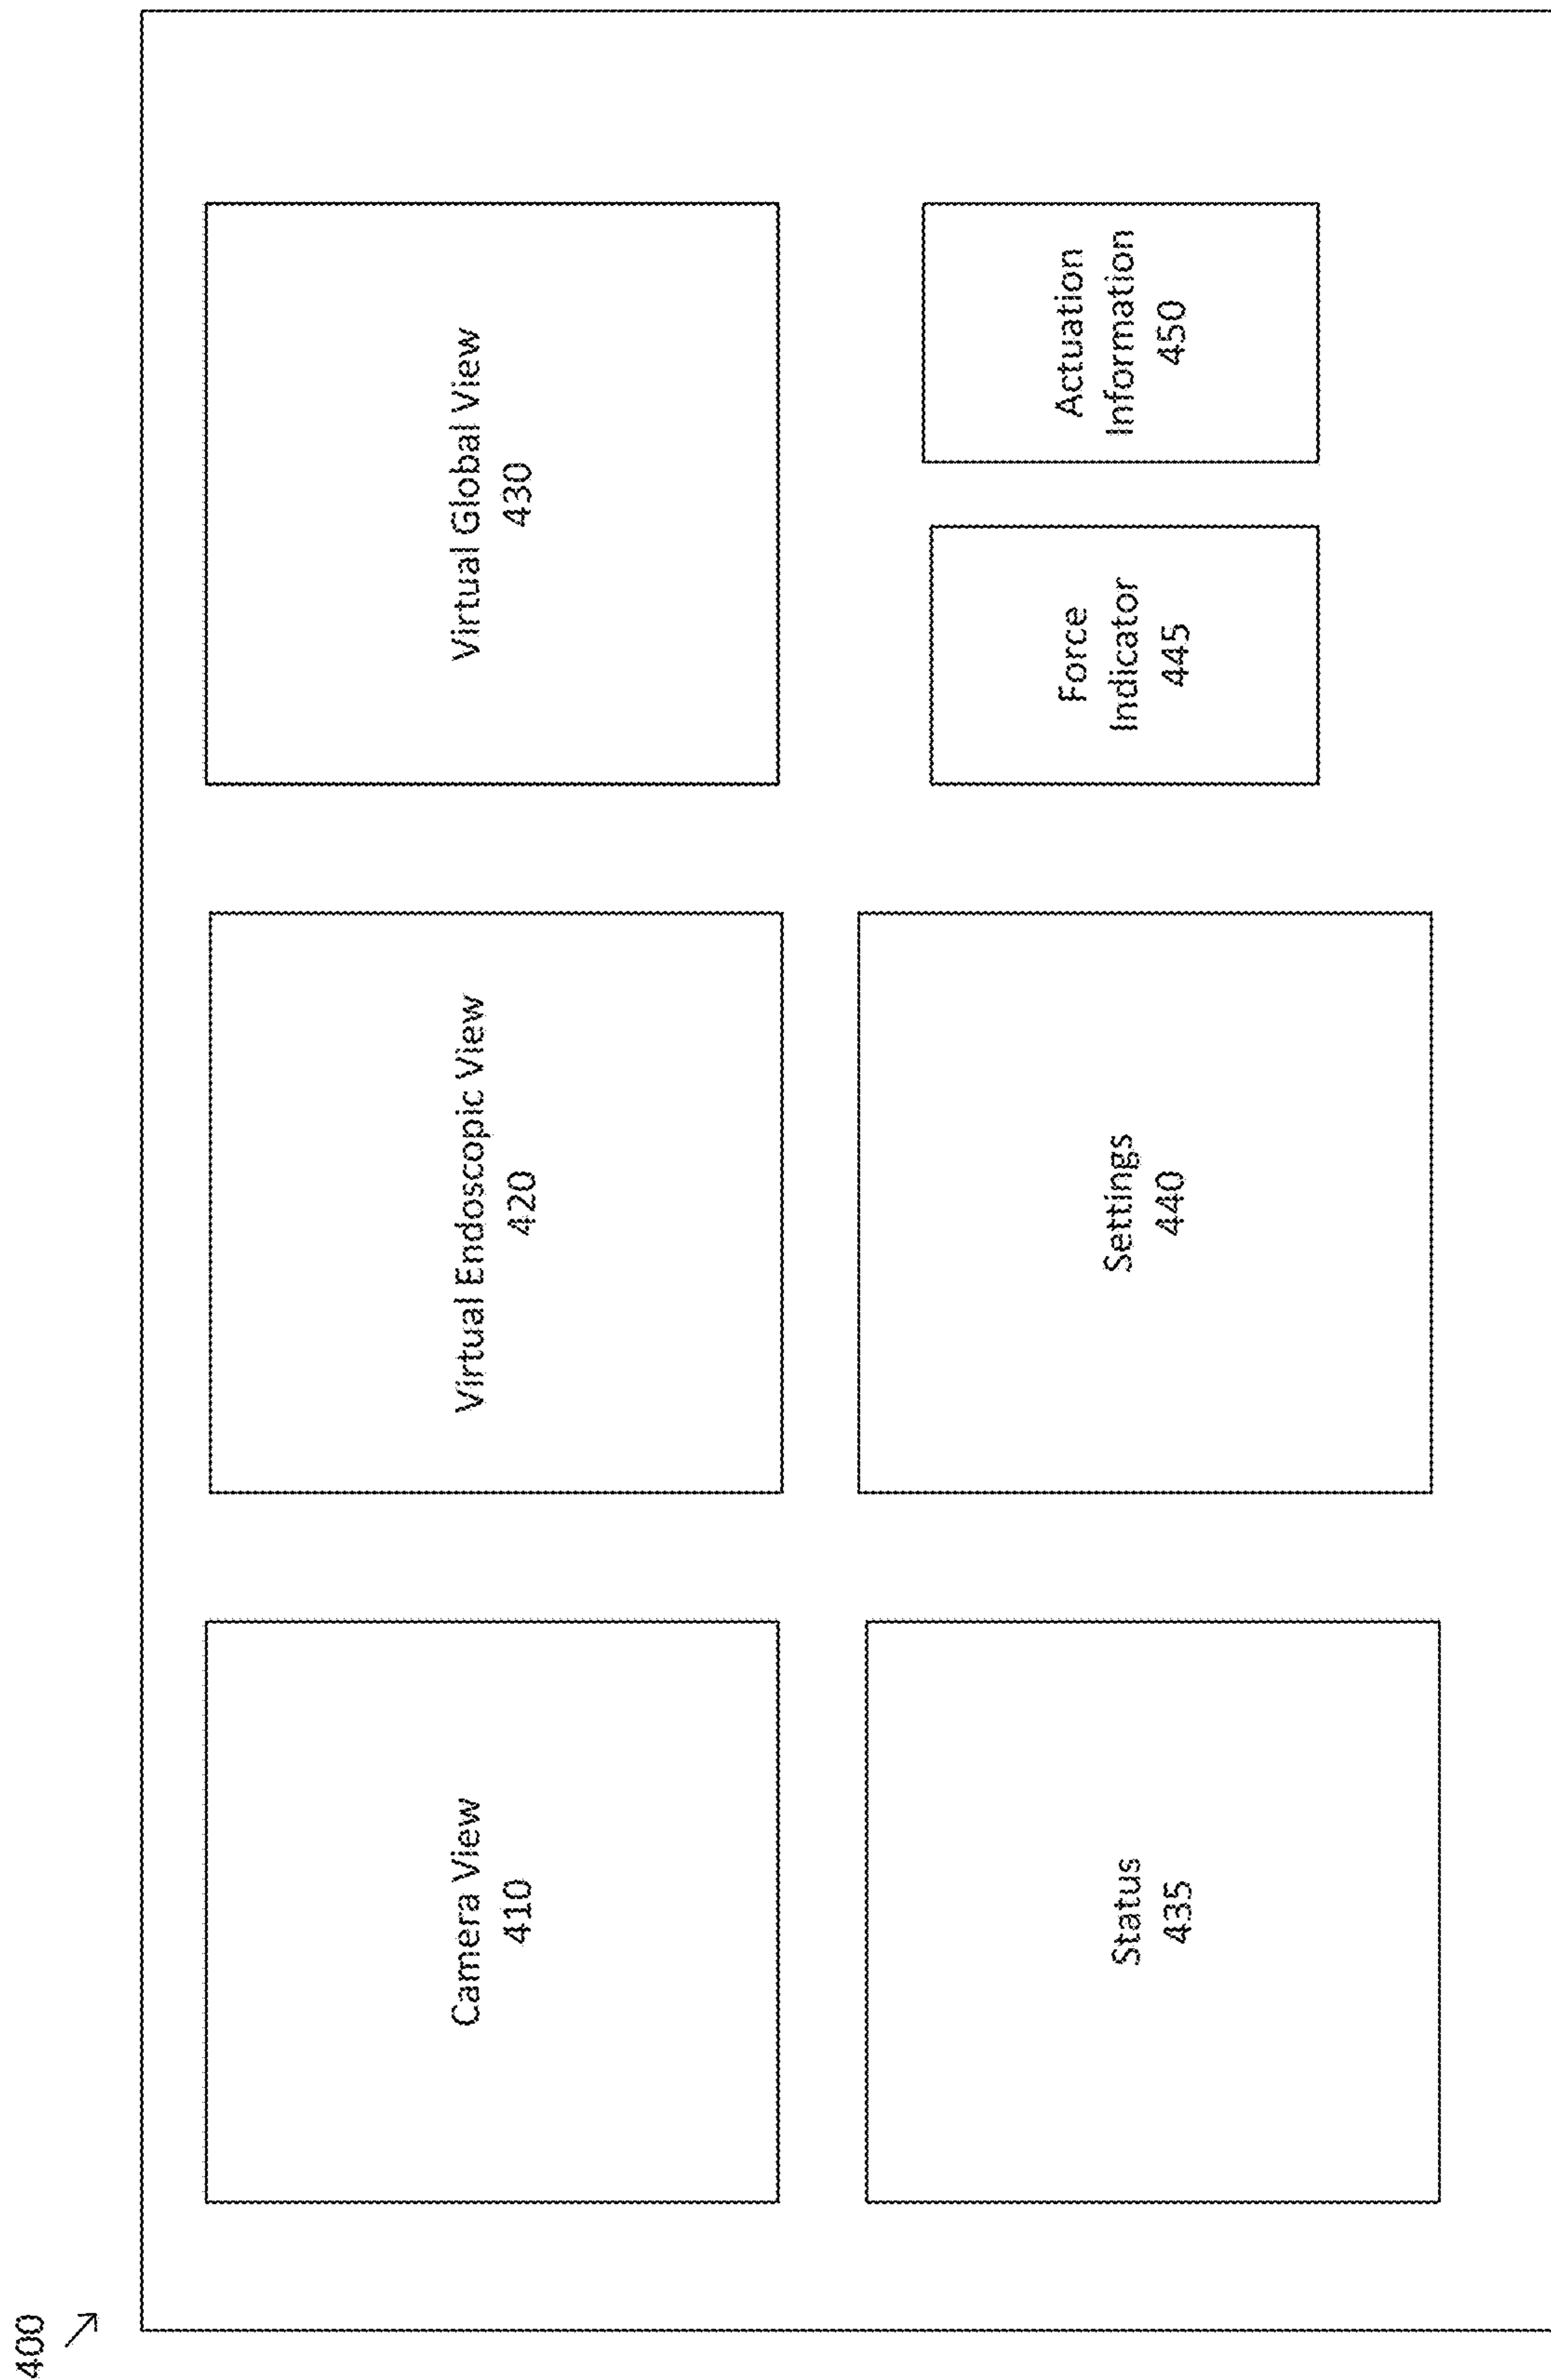 400
Camera View
410
Virtual Endoscopic View
420
Virtual Global View
430
Status
435
Settings
440
Force
Indicator
445
Actuation
Information
450